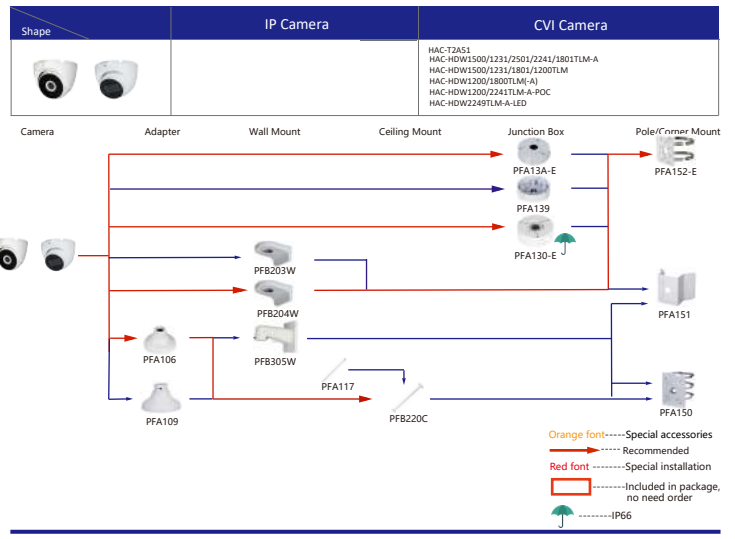 Shape
IP Camera
CVI Camera
HAC-T2A51
HAC-HDW1500/1231/2501/2241/1801TLM-A
HAC-HDW1500/1231/1801/1200TLM
HAC-HDW1200/1800TLM(-A)
HAC-HDW1200/2241TLM-A-POC
HAC-HDW2249TLM-A-LED
Camera
Adapter
Wall Mount
Ceiling Mount
Junction Box
Pole/Corner Mount
PFA13A-E
PFA152-E
PFA139
PFA130-E
PFB203W
PFB204W
PFA151
PFA106
PFB305W
PFA117
PFA109
PFB220C
PFA150
Orange font-----Special accessories
----- Recommended
Red font --------Special installation
--------Included in package,
no need order
--------IP66